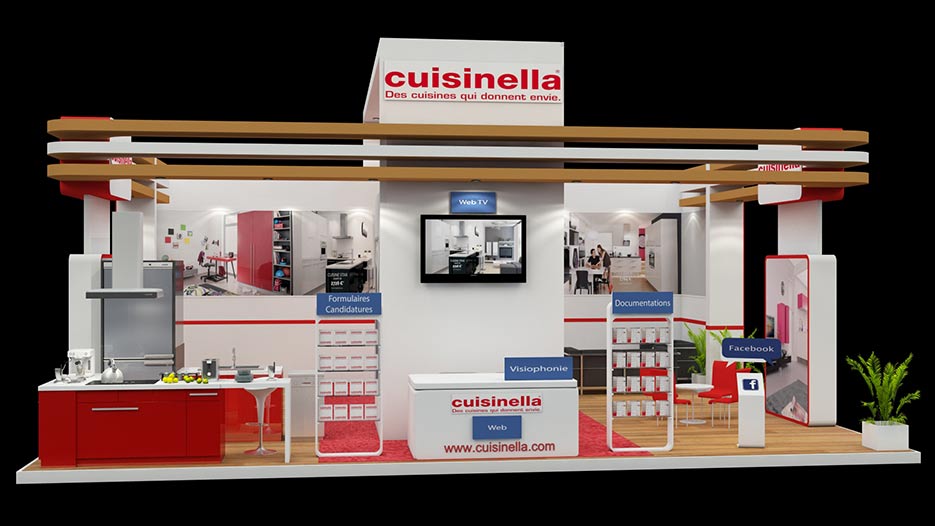 cuisinella
Des cuisines qui donnent envie.
cuisinella
Web TV
Formulaires
Candidatures
Documentations
Visiophonie
Facebook
f
cuisinella
Des cuisines qui donnent envie.
Web
www.cuisinella.com